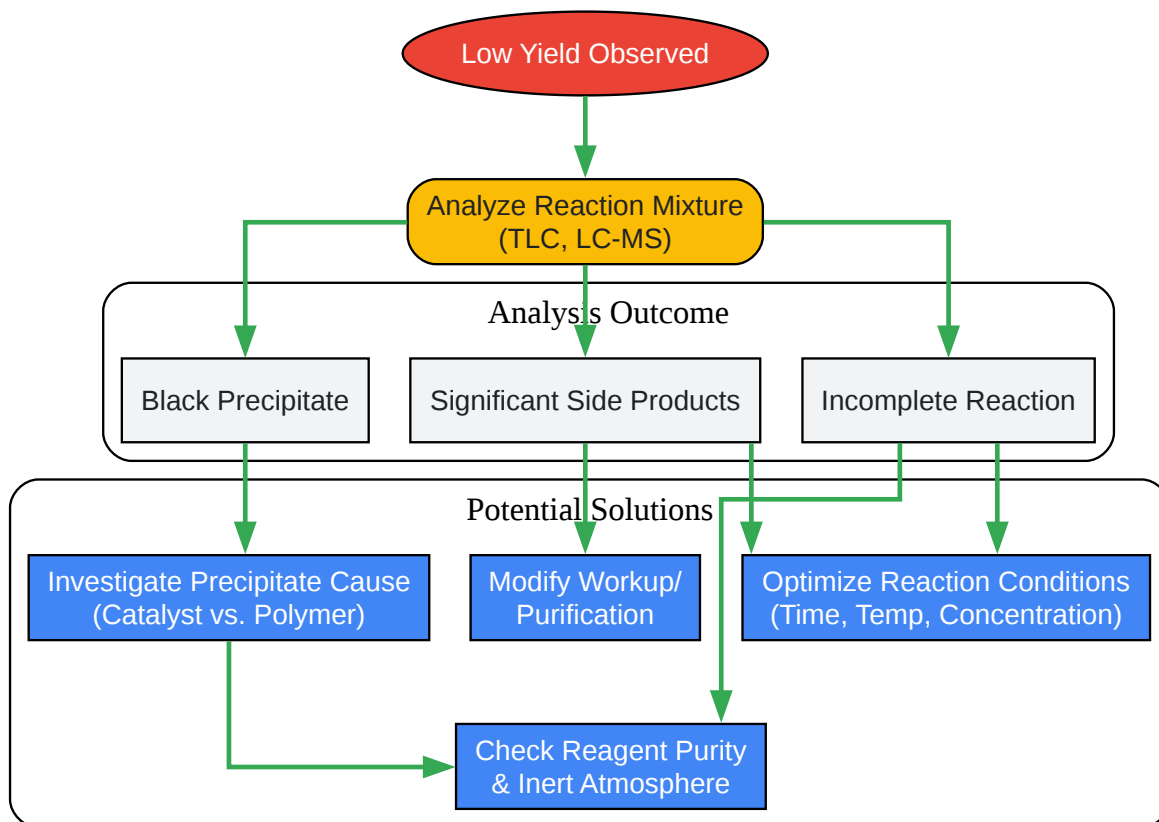 Low Yield Observed
Analyze Reaction Mixture
(TLC, LC-MS)
Analysis Outcome
Black Precipitate
Significant Side Products
Incomplete Reaction
Potential Solutions
Investigate Precipitate Cause
(Catalyst vs. Polymer)
Modify Workup/
Purification
Optimize Reaction Conditions
(Time, Temp, Concentration)
Check Reagent Purity
& Inert Atmosphere